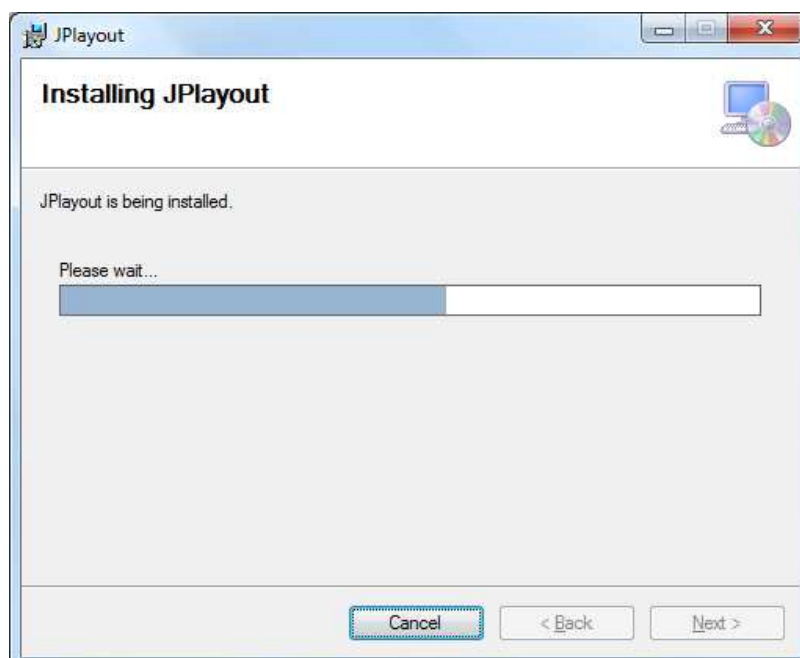 JPlayout
Installing JPlayout
JPlayout is being installed.
Please wait...
Cancel
< Back
Next >